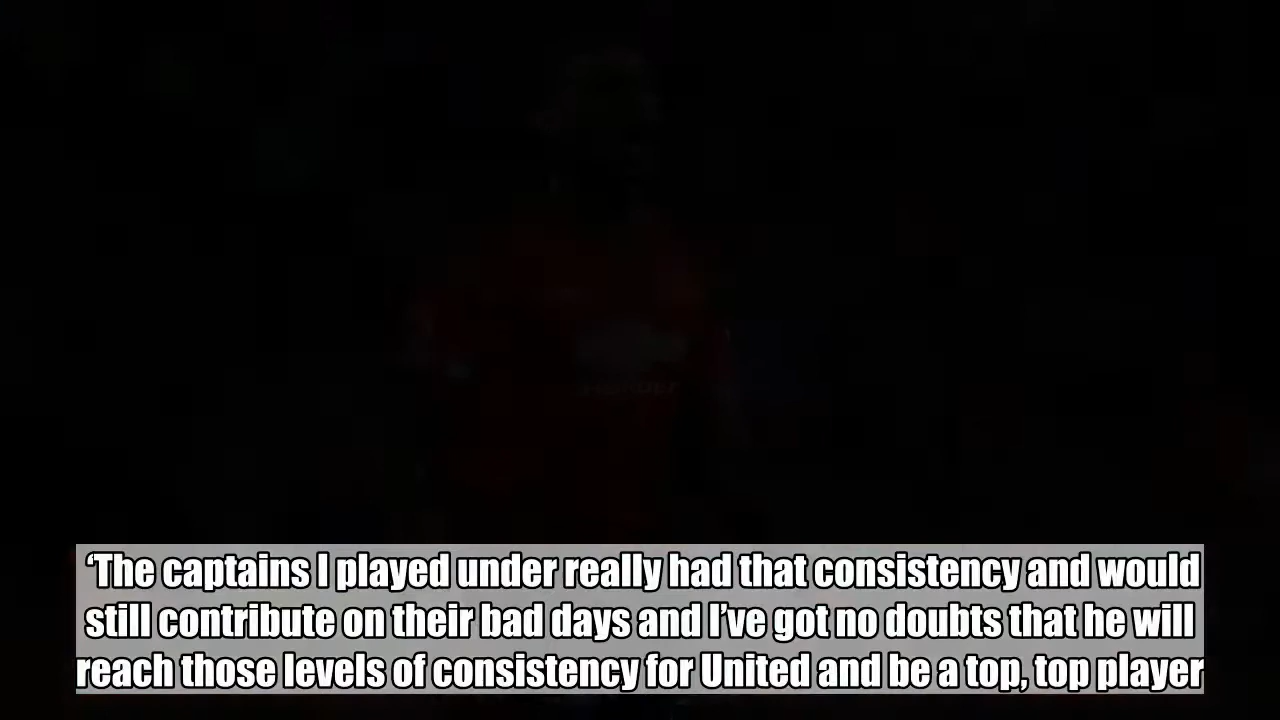 ‘The captains I played under really had that consistency and would
still contribute on their bad days and I’ve got no doubts that he will
reach those levels of consistency for United and be a top, top player